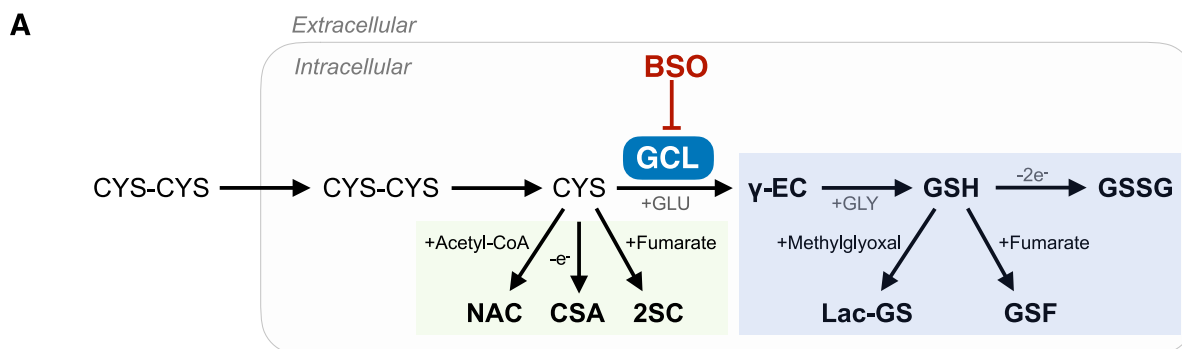 A
Extracellular
Intracellular
BSO
GCL
CYS-CYS
CYS-CYS
CYS
+GLU
γ-EC
+GLY
GSH
-2e-
GSSG
+Acetyl-CoA
-e-
+Fumarate
+Methylglyoxal
+Fumarate
NAC
CSA
2SC
Lac-GS
GSF